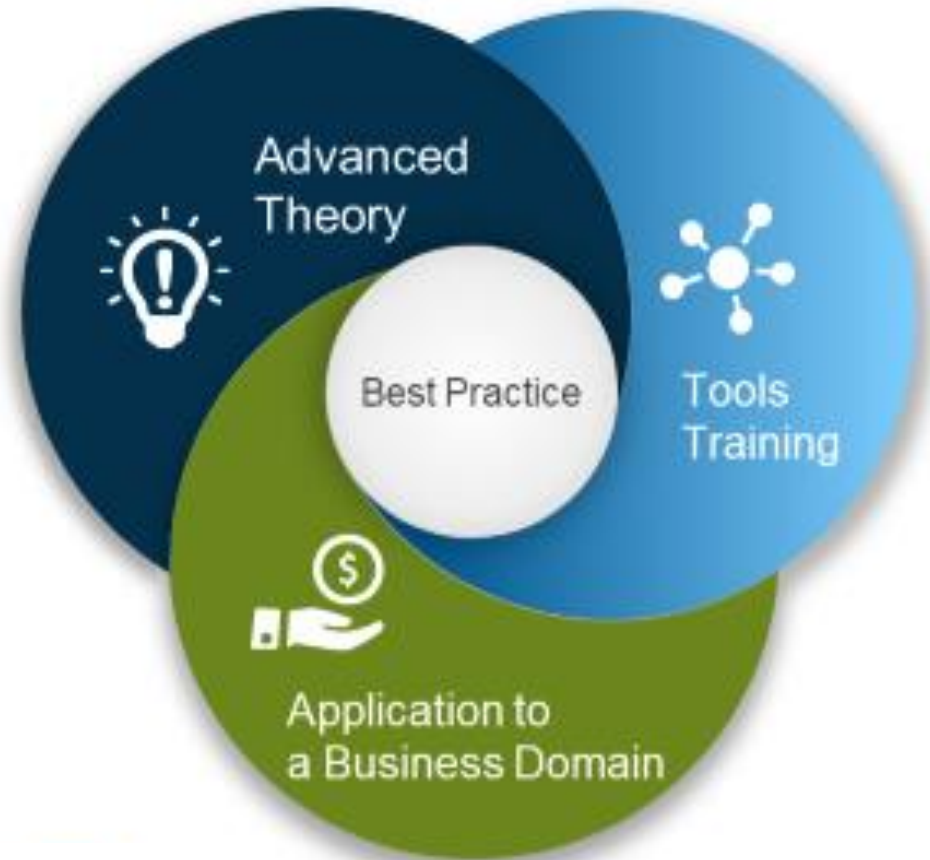 Advanced
Theory
Best Practice
Tools
Training
$
Application to
a Business Domain